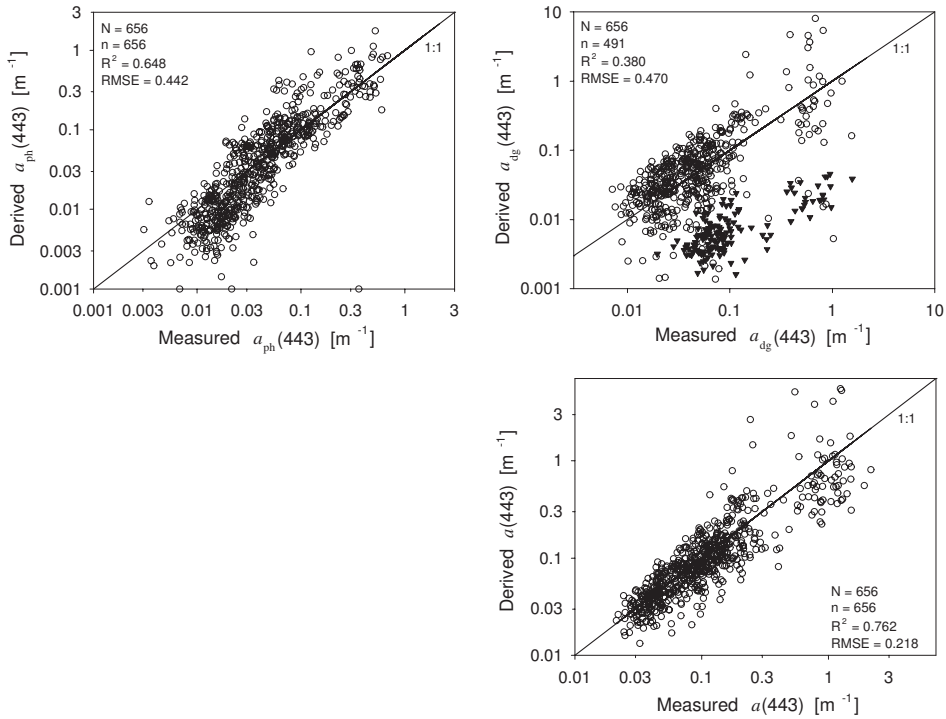 3
1
0.3
0.1
0.03
0.01
0.003
0.001
N = 656
n = 656
R² = 0.648
RMSE = 0.442
1:1
Derived a_ph(443) [m⁻¹]
0.001 0.003 0.01 0.03 0.1 0.3 1 3
Measured a_ph(443) [m⁻¹]
10
1
0.1
0.01
0.001
N = 656
n = 491
R² = 0.380
RMSE = 0.470
1:1
Derived a_dg(443) [m⁻¹]
0.01 0.1 1 10
Measured a_dg(443) [m⁻¹]
3
1
0.3
0.1
0.03
0.01
1:1
N = 656
n = 656
R² = 0.762
RMSE = 0.218
Derived a(443) [m⁻¹]
0.01 0.03 0.1 0.3 1 3
Measured a(443) [m⁻¹]